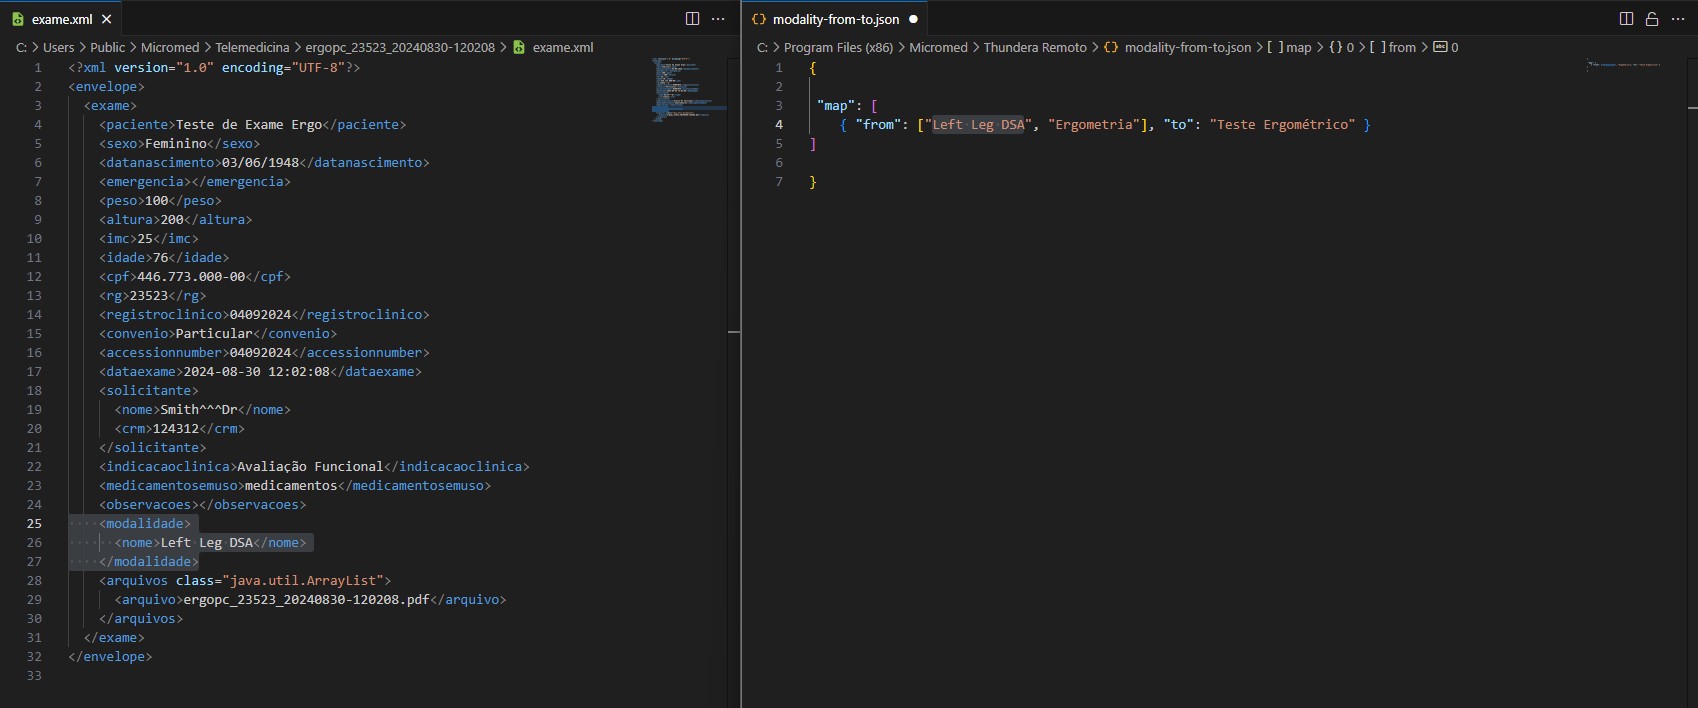 exame.xml
C: > Users > Public > Micromed > Telemedicina > ergopc_23523_20240830-120208 > exame.xml
1 <?xml version="1.0" encoding="UTF-8"?>
2 <envelope>
3 <exame>
4 <paciente>Teste de Exame Ergo</paciente>
5 <sexo>Feminino</sexo>
6 <datanascimento>03/06/1948</datanascimento>
7 <emergencia></emergencia>
8 <peso>100</peso>
9 <altura>200</altura>
10 <imc>25</imc>
11 <idade>76</idade>
12 <cpf>446.773.000-00</cpf>
13 <rg>23523</rg>
14 <registroclinico>04092024</registroclinico>
15 <convenio>Particular</convenio>
16 <accessionnumber>04092024</accessionnumber>
17 <dataexame>2024-08-30 12:02:08</dataexame>
18 <solicitante>
19 <nome>Smith^^^Dr</nome>
20 <crm>124312</crm>
21 </solicitante>
22 <indicacaoclinica>Avaliação Funcional</indicacaoclinica>
23 <medicamentosemuso>medicamentos</medicamentosemuso>
24 <observacoes></observacoes>
25 <modalidade>
26 <nome>Left Leg DSA</nome>
27 </modalidade>
28 <arquivos class="java.util.ArrayList">
29 <arquivo>ergopc_23523_20240830-120208.pdf</arquivo>
30 </arquivos>
31 </exame>
32 </envelope>
33
modality-from-to.json
C: > Program Files (x86) > Micromed > Thundera Remoto > {} modality-from-to.json > [ ] map > {} 0 > [ ] from > abc 0
1 {
2
3 "map": [
4 { "from": ["Left Leg DSA", "Ergometria"], "to": "Teste Ergométrico" }
5 ]
6
7 }